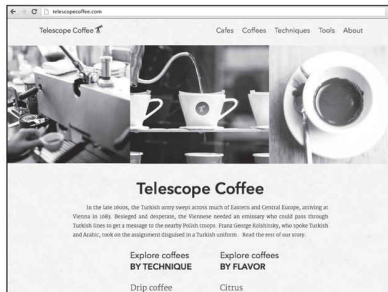 telescopecoffee.com
Telescope Coffee
Cafes Coffees Techniques Tools About
Telescope Coffee
In the late 1600s, the Turkish army swept across much of Eastern and Central Europe, arriving at
Vienna in 1683. Besieged and desperate, the Viennese needed an emissary who could pass through
Turkish lines to get a message to the nearby Polish troops. Franz George Kolshitsky, who spoke Turkish
and Arabic, took on the assignment disguised in a Turkish uniform. Read the rest of our story.
Explore coffees
BY TECHNIQUE
Explore coffees
BY FLAVOR
Drip coffee
Citrus